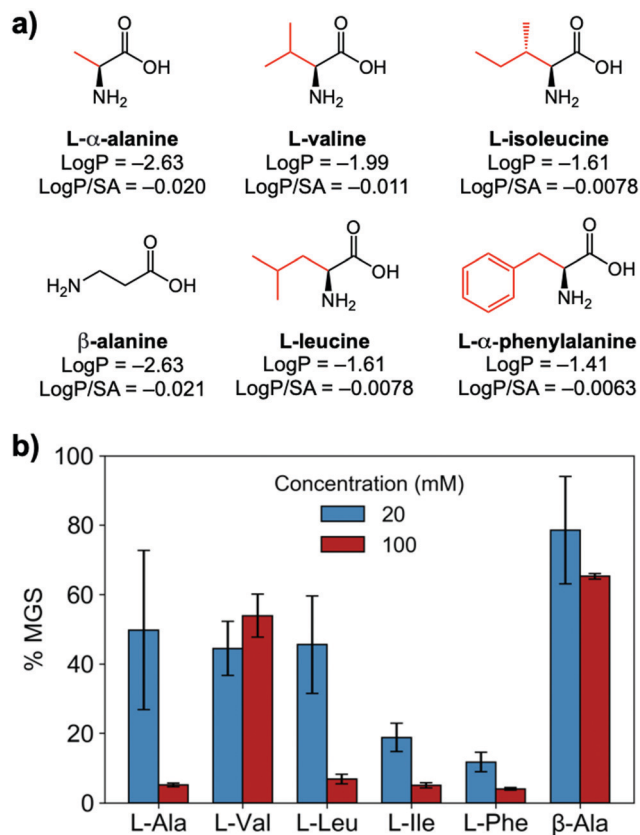 a)
O
OH
NH2
L-α-alanine
LogP = –2.63
LogP/SA = –0.020
O
OH
NH2
L-valine
LogP = –1.99
LogP/SA = –0.011
O
OH
NH2
L-isoleucine
LogP = –1.61
LogP/SA = –0.0078
O
H2N
OH
β-alanine
LogP = –2.63
LogP/SA = –0.021
O
OH
NH2
L-leucine
LogP = –1.61
LogP/SA = –0.0078
O
OH
NH2
L-α-phenylalanine
LogP = –1.41
LogP/SA = –0.0063
b)
% MGS
100
80
60
40
20
0
Concentration (mM)
20
100
L-Ala L-Val L-Leu L-Ile L-Phe β-Ala